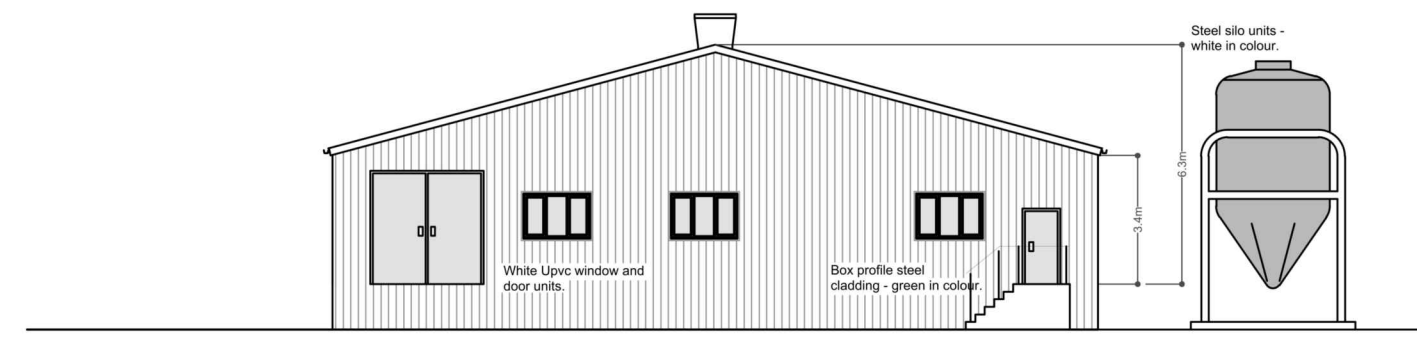 Steel silo units -
white in colour.
6.3m
3.4m
White Upvc window and
door units.
Box profile steel
cladding - green in colour.